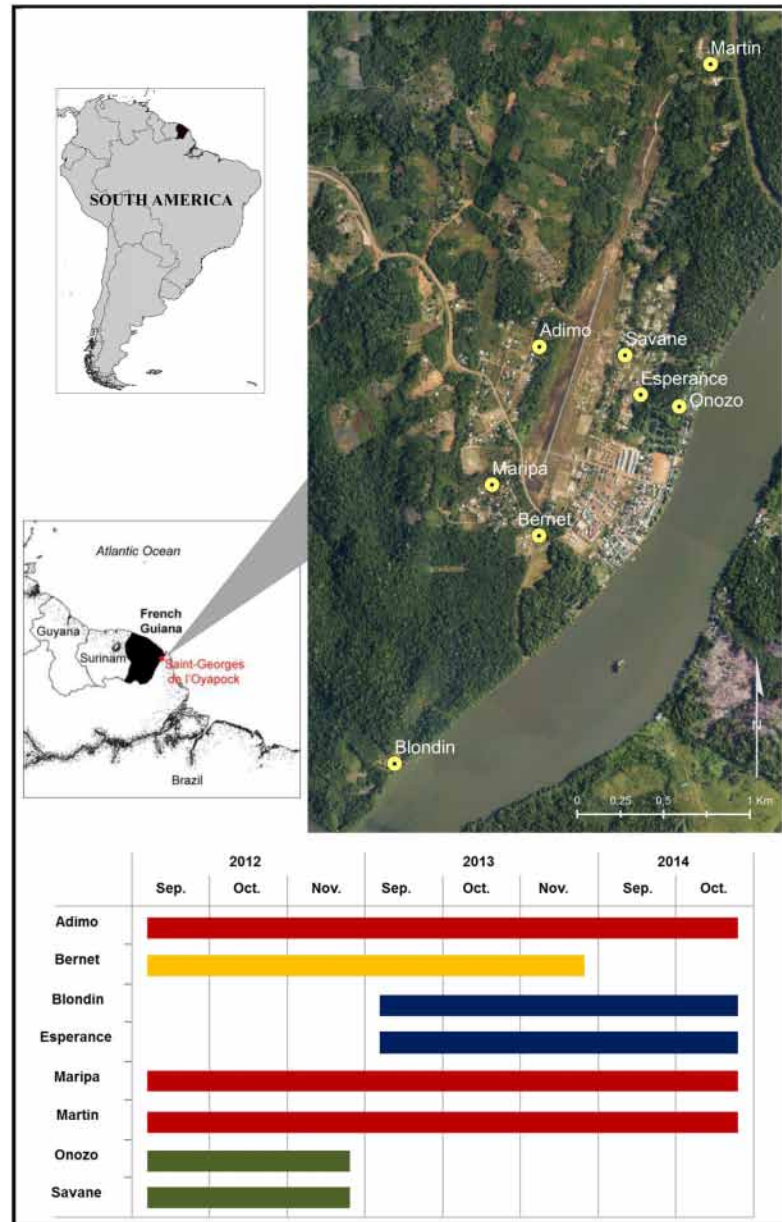 SOUTH AMERICA
Martin
Adimo
Savane
Esperance
Onozo
Maripa
Bernet
Blondin
N
0 0,25 0,5 1 Km
Atlantic Ocean
French
Guiana
Guyana
Surinam
Saint-Georges
de l'Oyapock
Brazil
2012 2013 2014
Sep. Oct. Nov. Sep. Oct. Nov. Sep. Oct.
Adimo
Bernet
Blondin
Esperance
Maripa
Martin
Onozo
Savane